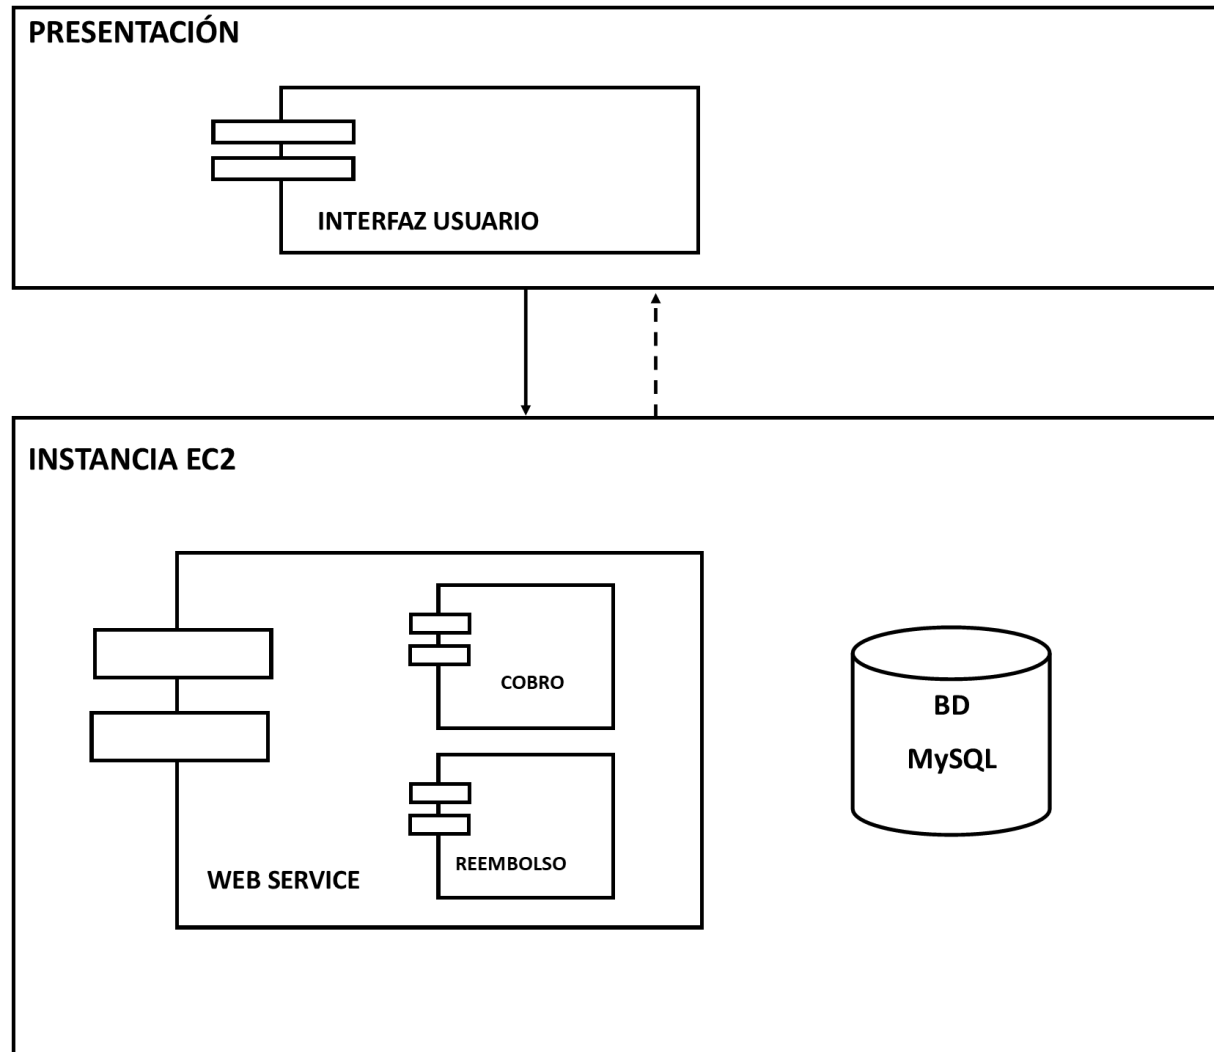 PRESENTACIÓN
INTERFAZ USUARIO
INSTANCIA EC2
COBRO
BD
MySQL
REEMBOLSO
WEB SERVICE